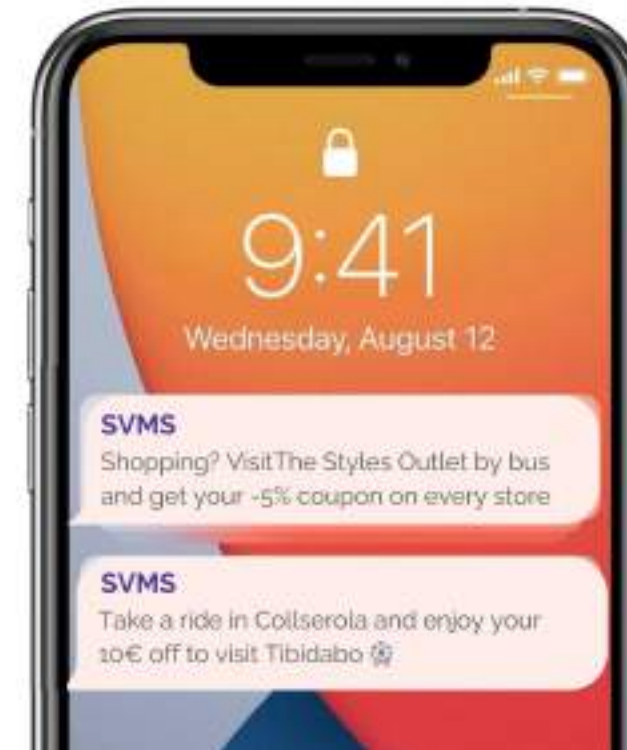 9:41
Wednesday, August 12
SVMS
Shopping? VisitThe Styles Outlet by bus
and get your -5% coupon on every store
SVMS
Take a ride in Collserola and enjoy your
10€ off to visit Tibidabo 🎡